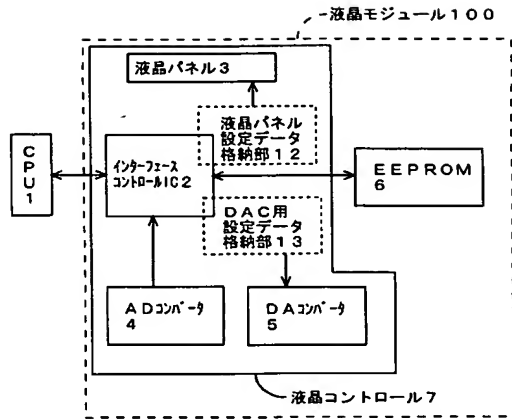 液晶モジュール100
液晶パネル3
液晶パネル
設定データ
格納部12
CPU1
インターフェース
コントロールIC2
EEPROM
6
DAC用
設定データ
格納部13
ADコンバータ
4
DAコンバータ
5
液晶コントロール7